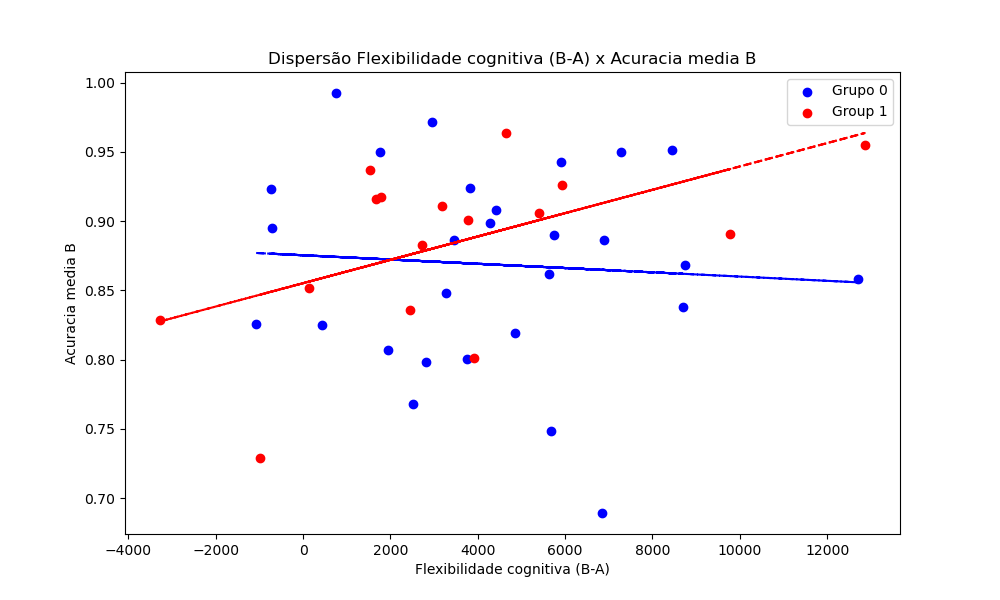 Dispersão Flexibilidade cognitiva (B-A) x Acuracia media B
Grupo 0
Group 1
1.00
0.95
0.90
0.85
0.80
0.75
0.70
Acuracia media B
−4000 −2000 0 2000 4000 6000 8000 10000 12000
Flexibilidade cognitiva (B-A)